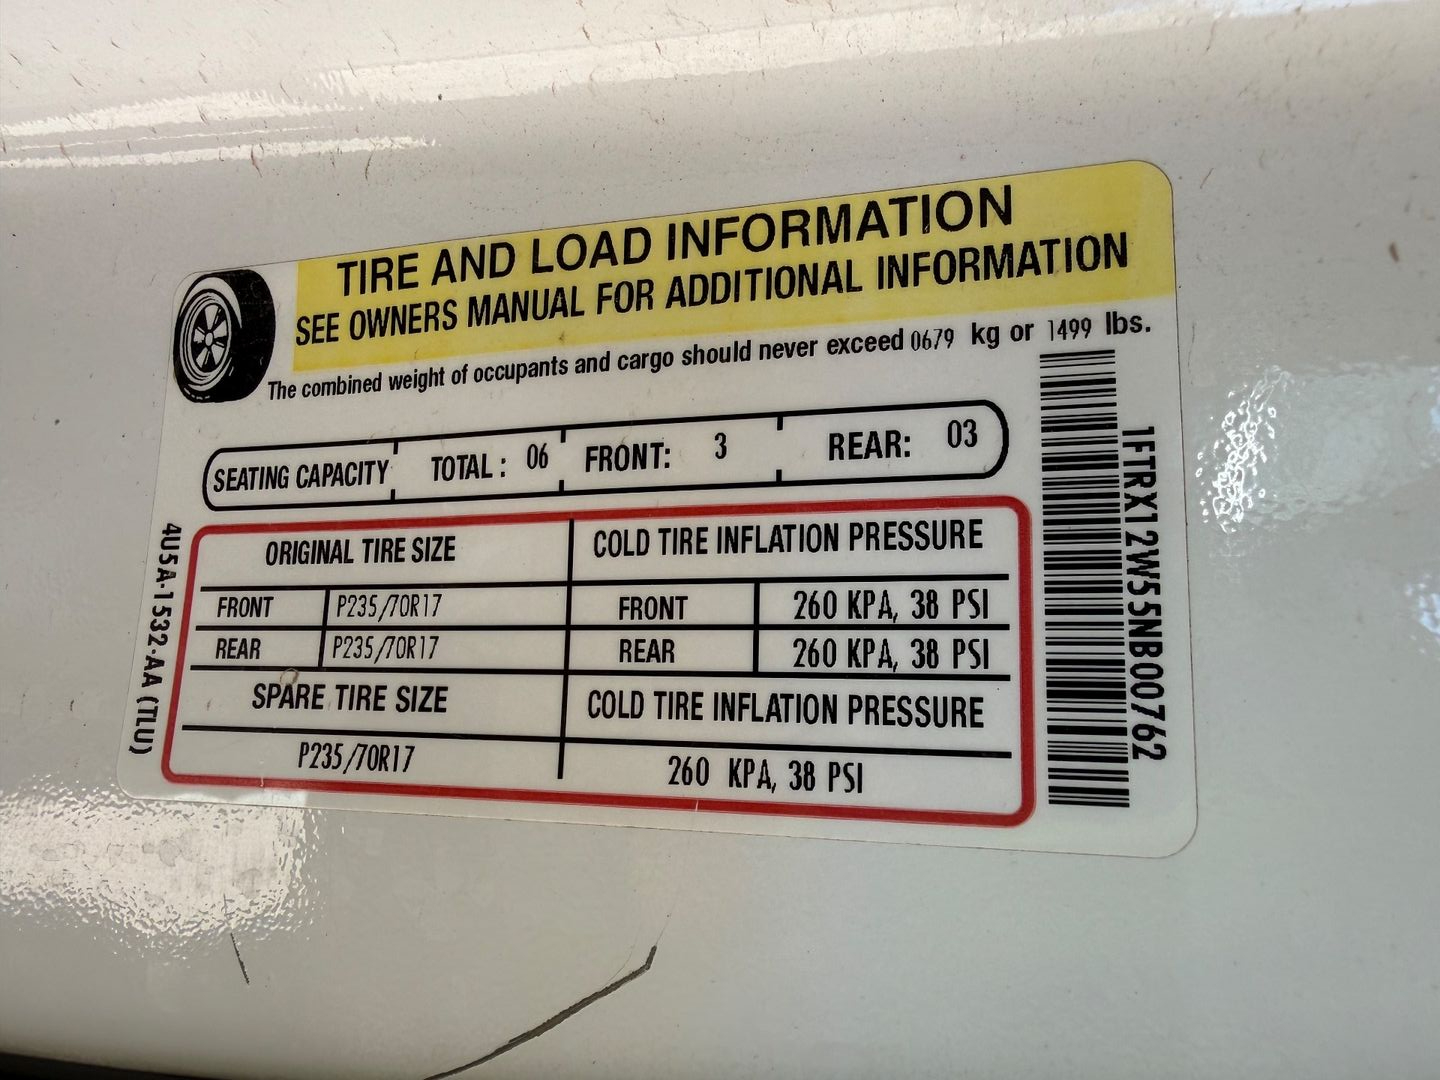 TIRE AND LOAD INFORMATION
SEE OWNERS MANUAL FOR ADDITIONAL INFORMATION
The combined weight of occupants and cargo should never exceed 0679 kg or 1499 lbs.
SEATING CAPACITY TOTAL : 06 FRONT: 3 REAR: 03
ORIGINAL TIRE SIZE COLD TIRE INFLATION PRESSURE
FRONT P235/70R17 FRONT 260 KPA, 38 PSI
REAR P235/70R17 REAR 260 KPA, 38 PSI
SPARE TIRE SIZE COLD TIRE INFLATION PRESSURE
P235/70R17 260 KPA, 38 PSI
4U5A-1532-AA (TLU)
1FTRX12W55NB00762